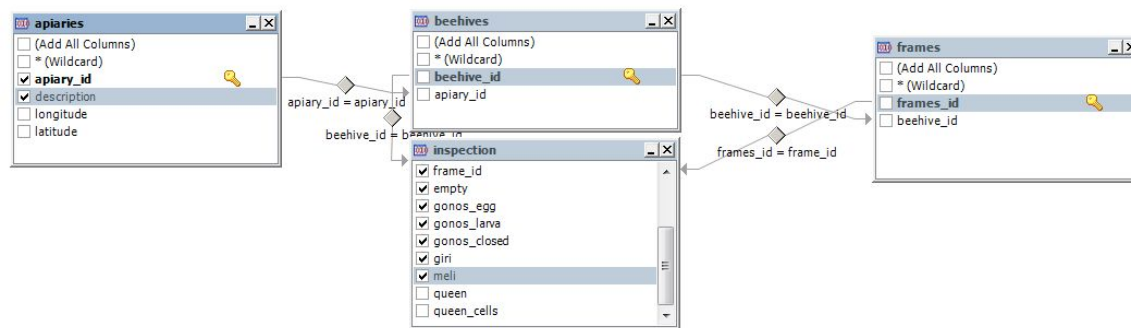 apiaries
(Add All Columns)
* (Wildcard)
apiary_id
description
longitude
latitude
apiary_id = apiary_id
beehive_id = beehive_id
beehives
(Add All Columns)
* (Wildcard)
beehive_id
apiary_id
inspection
frame_id
empty
gonos_egg
gonos_larva
gonos_closed
giri
meli
queen
queen_cells
beehive_id = beehive_id
frames_id = frame_id
frames
(Add All Columns)
* (Wildcard)
frames_id
beehive_id